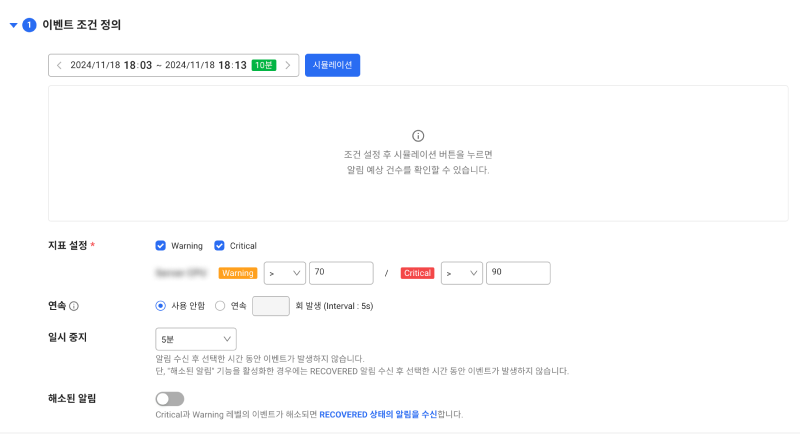 1 이벤트 조건 정의
< 2024/11/18 18:03 ~ 2024/11/18 18:13 10분 > 시뮬레이션
조건 설정 후 시뮬레이션 버튼을 누르면
알림 예상 건수를 확인할 수 있습니다.
지표 설정 * Warning Critical
Warning > 70 / Critical > 90
연속 사용 안함 연속 회 발생 (Interval : 5s)
일시 중지 5분
알림 수신 후 선택한 시간 동안 이벤트가 발생하지 않습니다.
단, "해소된 알림" 기능을 활성화한 경우에는 RECOVERED 알림 수신 후 선택한 시간 동안 이벤트가 발생하지 않습니다.
해소된 알림
Critical과 Warning 레벨의 이벤트가 해소되면 RECOVERED 상태의 알림을 수신합니다.